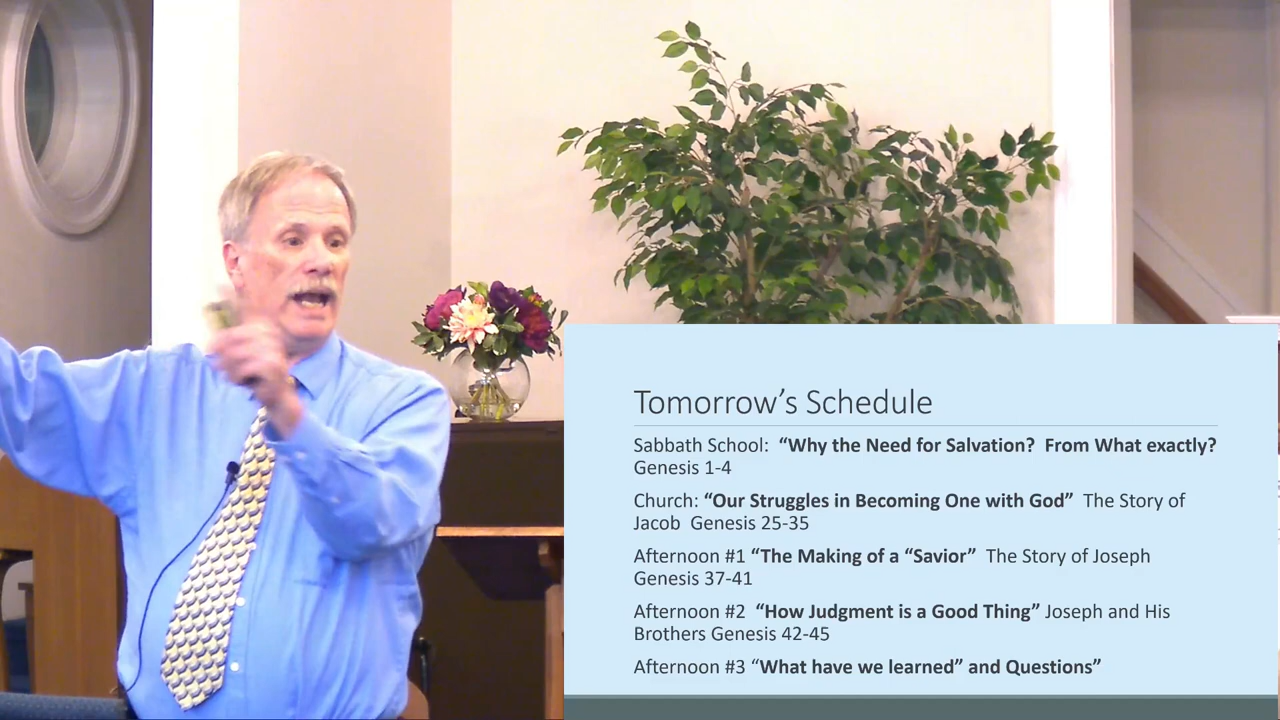 Tomorrow’s Schedule
Sabbath School:  “Why the Need for Salvation?  From What exactly?
Genesis 1-4
Church: “Our Struggles in Becoming One with God”  The Story of
Jacob  Genesis 25-35
Afternoon #1 “The Making of a “Savior”  The Story of Joseph
Genesis 37-41
Afternoon #2  “How Judgment is a Good Thing” Joseph and His
Brothers Genesis 42-45
Afternoon #3 “What have we learned” and Questions”